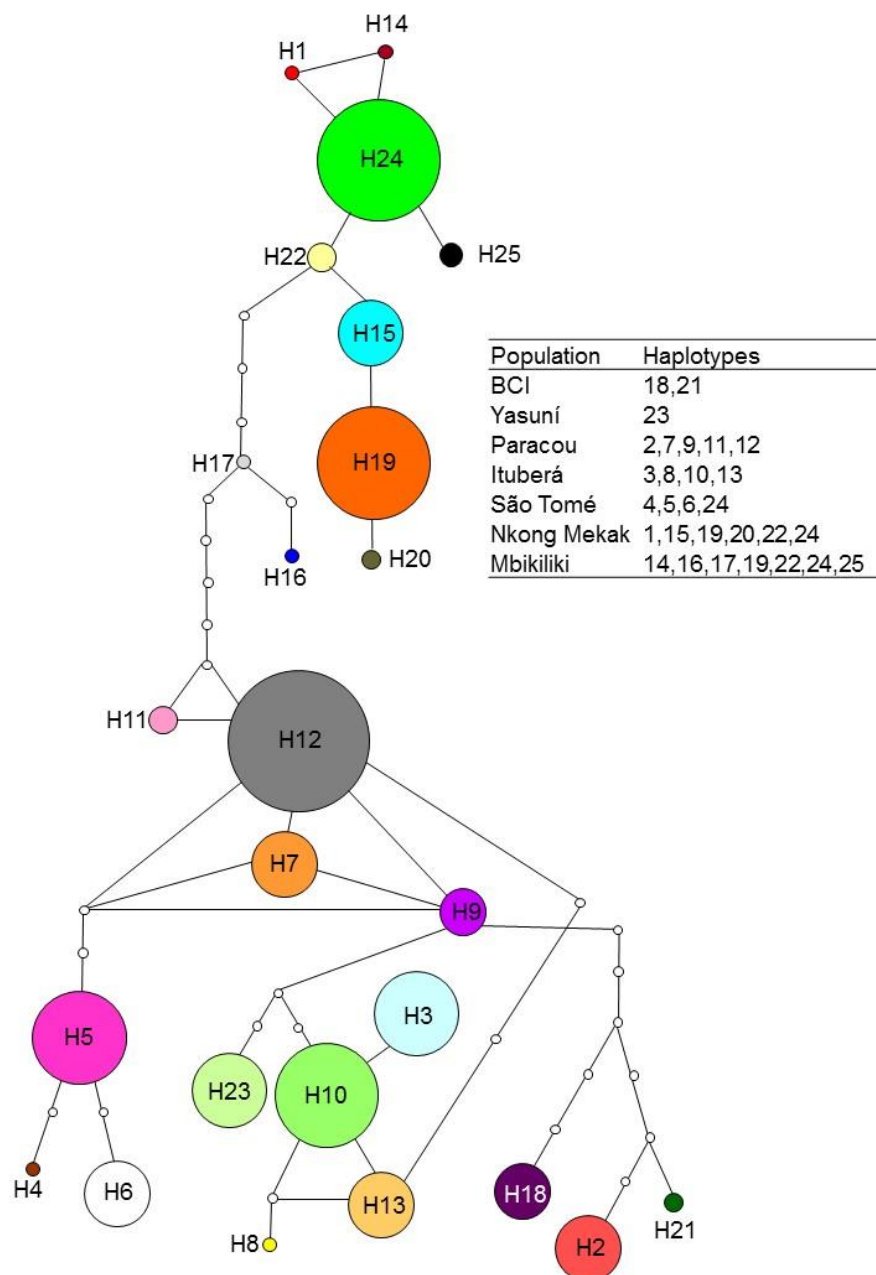 H14
H1
H24
H22
H25
H15
Population Haplotypes
BCI 18,21
Yasuní 23
Paracou 2,7,9,11,12
Ituberá 3,8,10,13
São Tomé 4,5,6,24
Nkong Mekak 1,15,19,20,22,24
Mbikiliki 14,16,17,19,22,24,25
H17
H19
H16
H20
H11
H12
H7
H9
H5
H3
H23
H10
H4
H6
H8
H13
H18
H2
H21